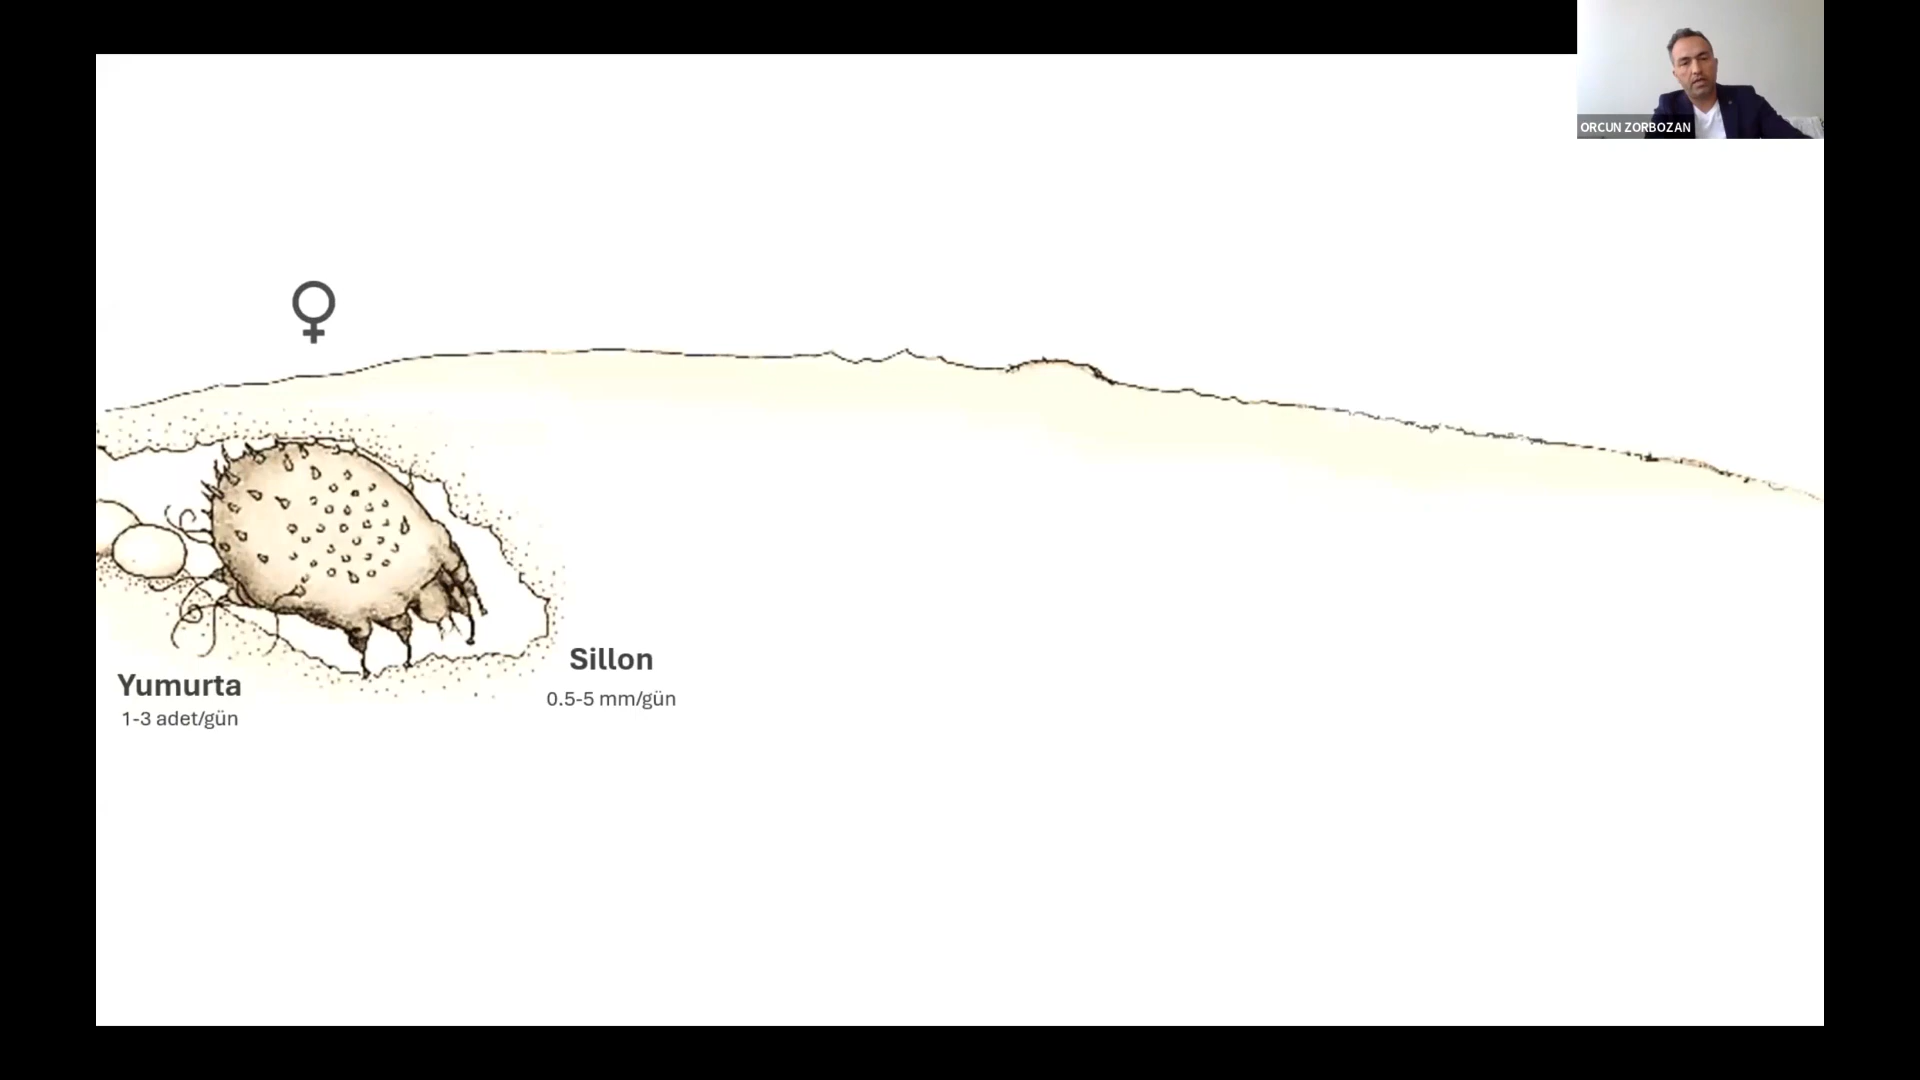 ORCUN ZORBOZAN
Sillon
0.5-5 mm/gün
Yumurta
1-3 adet/gün